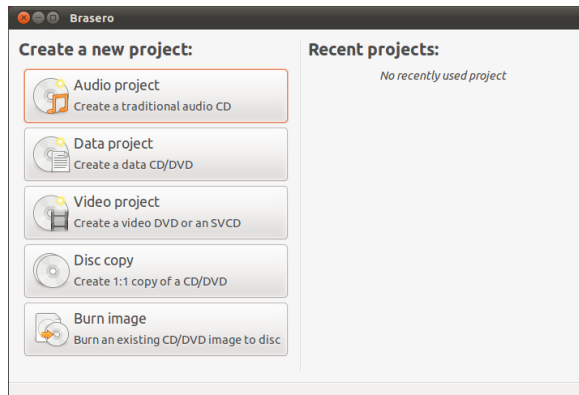 Brasero
Create a new project:
Audio project
Create a traditional audio CD
Data project
Create a data CD/DVD
Video project
Create a video DVD or an SVCD
Disc copy
Create 1:1 copy of a CD/DVD
Burn image
Burn an existing CD/DVD image to disc
Recent projects:
No recently used project